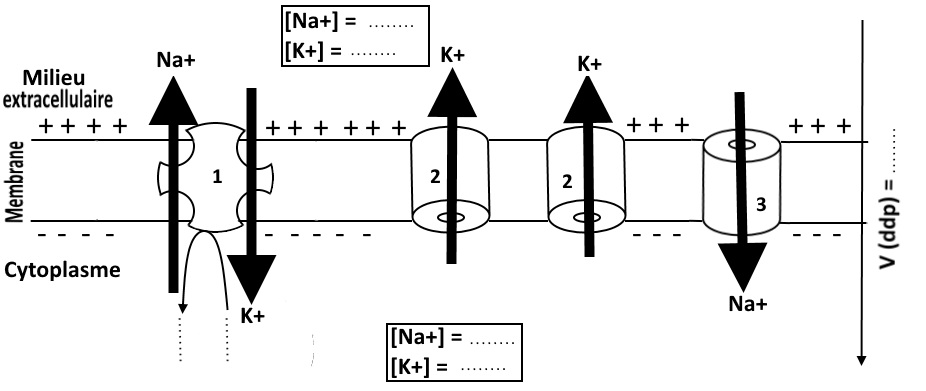 [Na+] = ........
[K+] = ........
Na+
K+
K+
Milieu
extracellulaire
+ + + +
+ + + + + +
+ + +
+ + +
Membrane
1
2
2
3
- - - -
- - - - - -
- - -
- - -
Cytoplasme
K+
Na+
V (ddp) = ........
[Na+] = ........
[K+] = ........